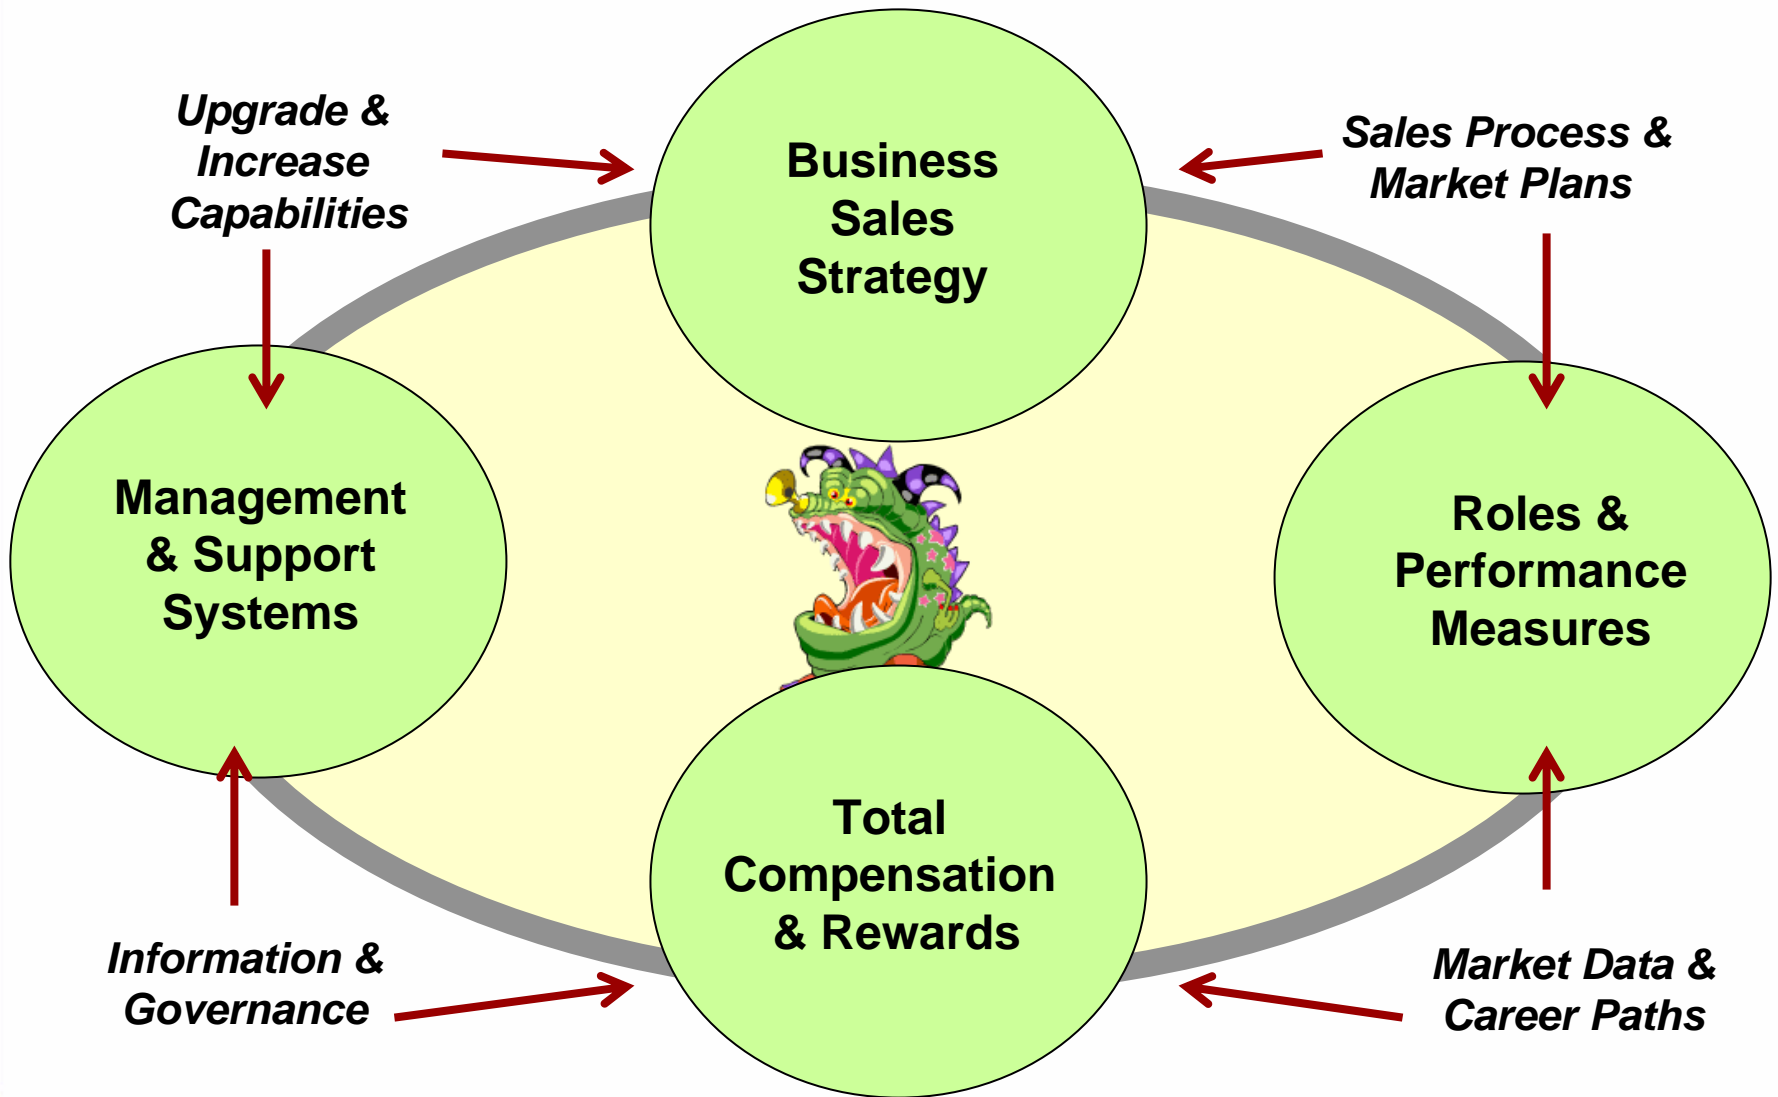 Upgrade &
Increase
Capabilities
Business
Sales
Strategy
Sales Process &
Market Plans
Management
& Support
Systems
Roles &
Performance
Measures
Total
Compensation
& Rewards
Information &
Governance
Market Data &
Career Paths